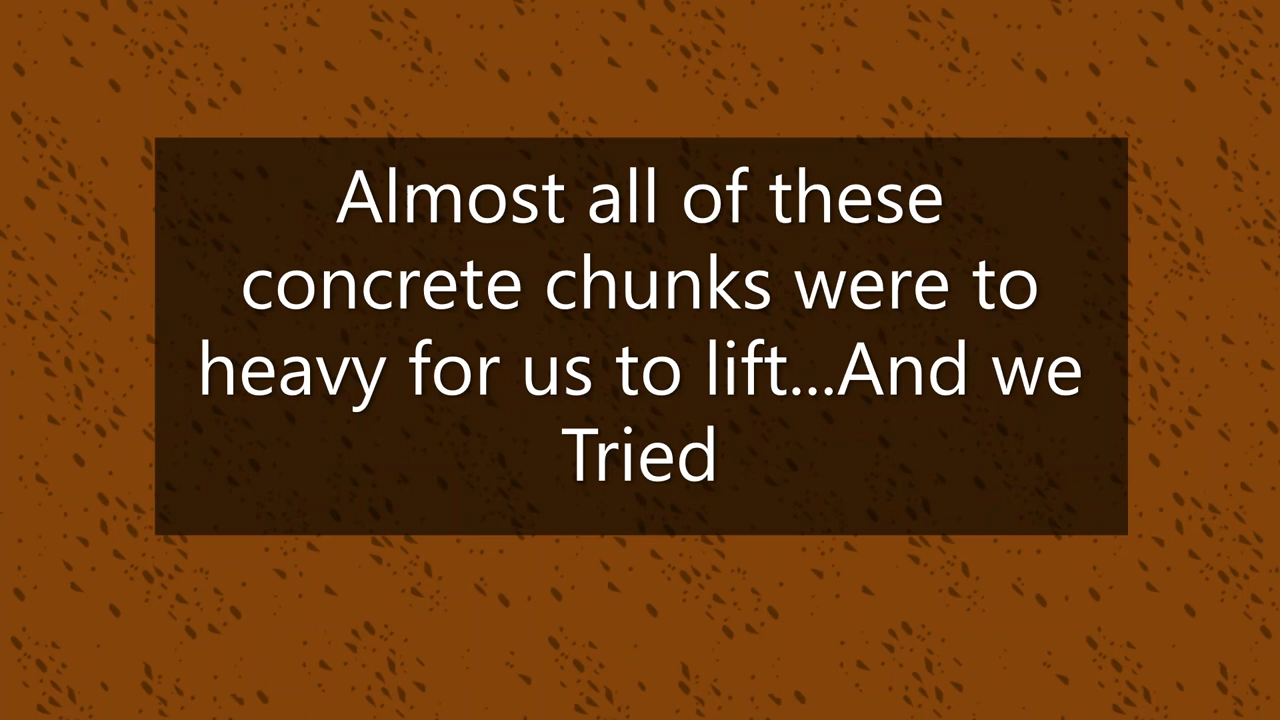 Almost all of these
concrete chunks were to
heavy for us to lift...And we
Tried